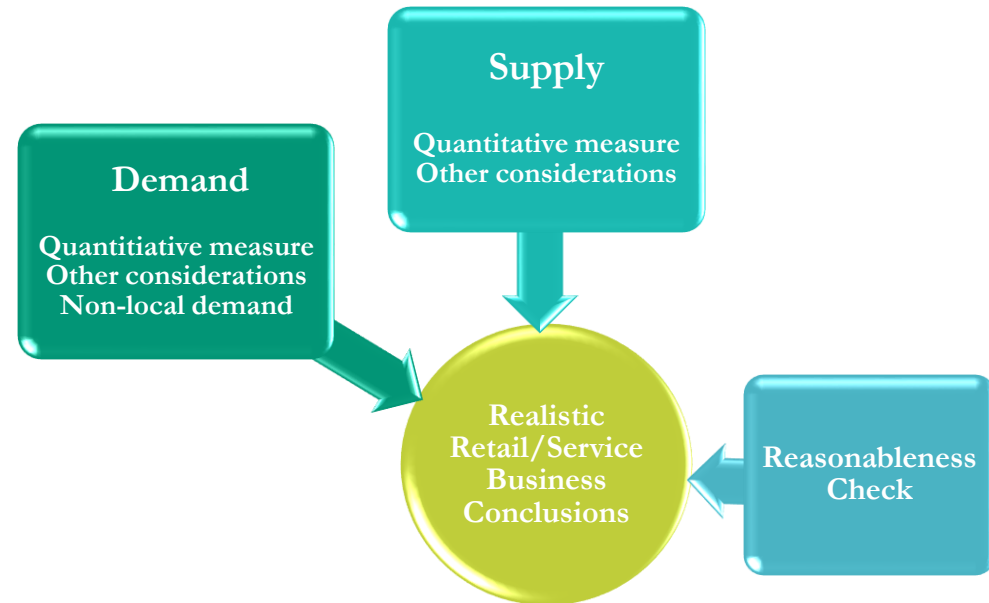 Supply
Quantitative measure
Other considerations
Demand
Quantitiative measure
Other considerations
Non-local demand
Realistic
Retail/Service
Business
Conclusions
Reasonableness
Check